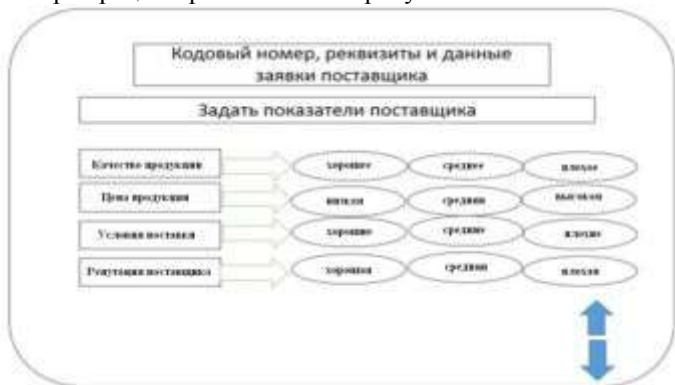 Кодовый номер, реквизиты и данные
заявки поставщика
Задать показатели поставщика
Качество продукции хорошее среднее плохое
Цена продукции низкая средняя высокая
Условия поставки хорошие средние плохие
Репутация поставщика хорошая средняя плохая